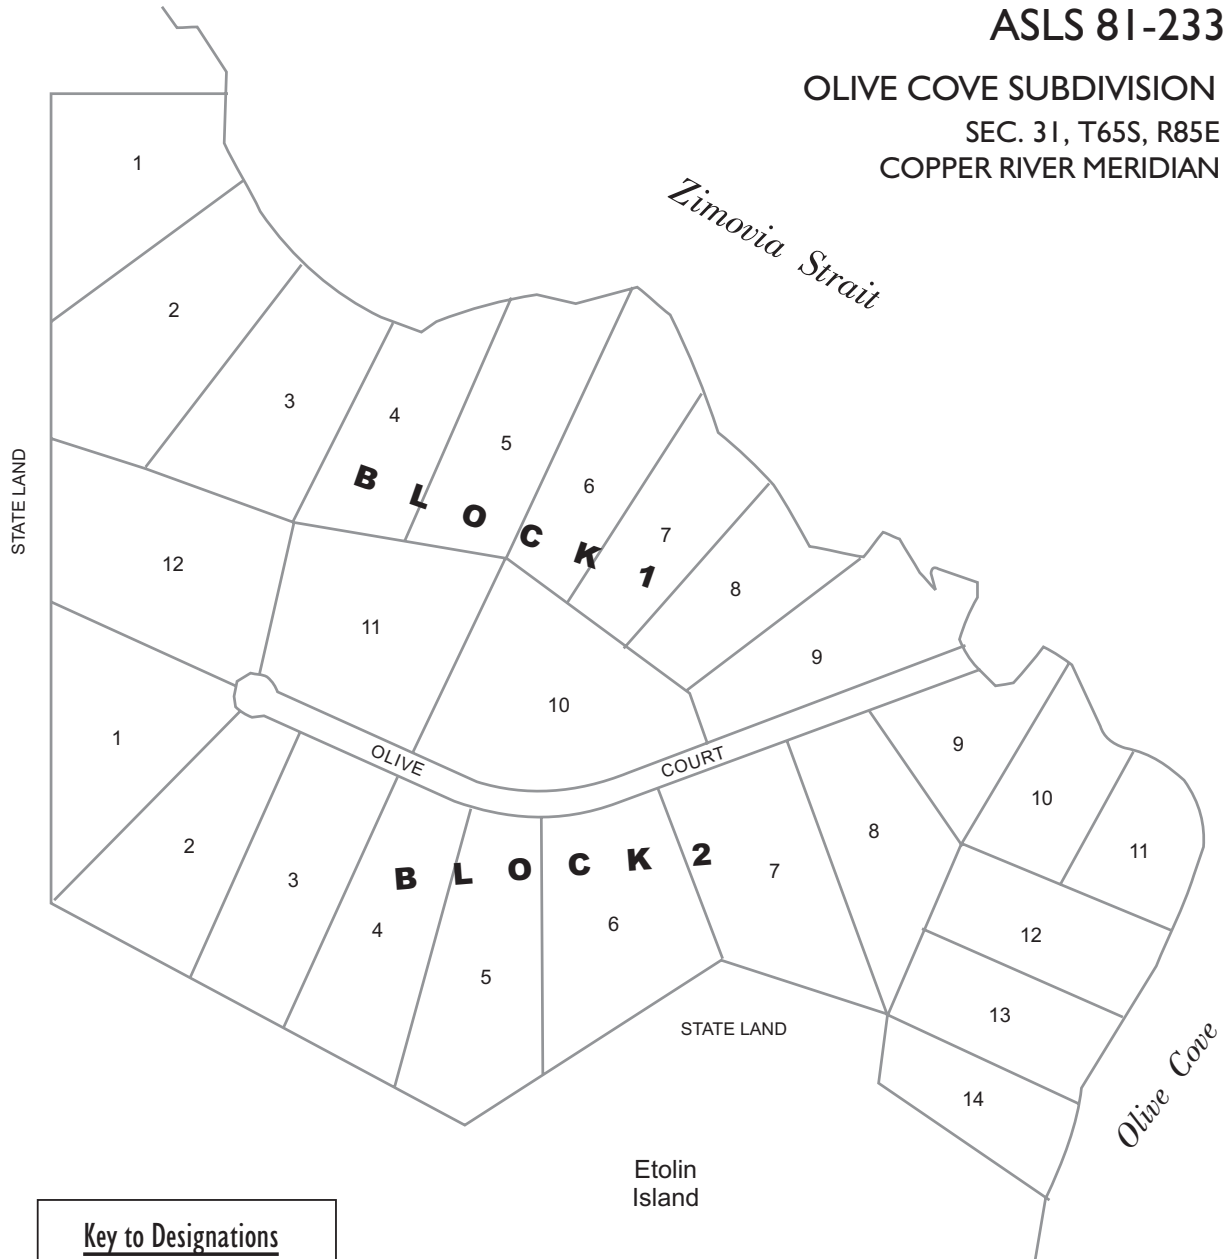 ASLS 81-233
OLIVE COVE SUBDIVISION
SEC. 31, T65S, R85E
COPPER RIVER MERIDIAN
Zimovia Strait
1
2
3
4
5
6
7
8
9
10
11
12
BLOCK 1
STATE LAND
OLIVE COURT
1
2
3
4
5
6
7
8
9
10
11
12
13
14
BLOCK 2
STATE LAND
Olive Cove
Etolin
Island
Key to Designations